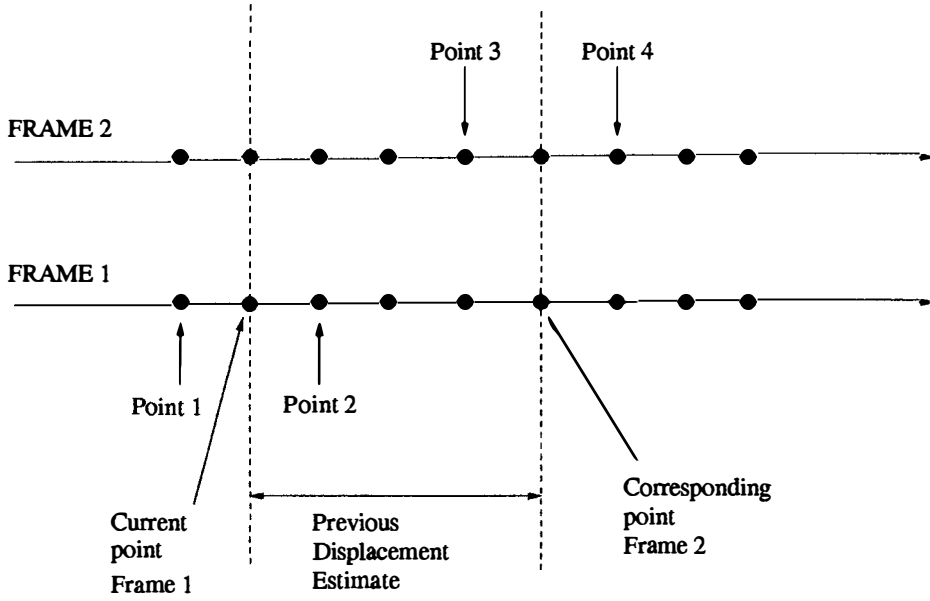 Point 3
Point 4
FRAME 2
FRAME 1
Point 1
Point 2
Current
point
Frame 1
Previous
Displacement
Estimate
Corresponding
point
Frame 2